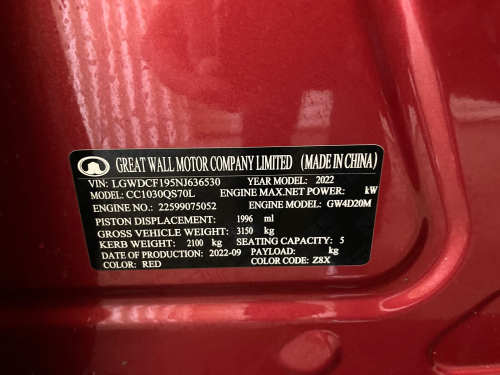 GREAT WALL MOTOR COMPANY LIMITED (MADE IN CHINA)
VIN: LGWDCF195NJ636530 YEAR MODEL: 2022
MODEL: CC1030QS70L ENGINE MAX.NET POWER: kW
ENGINE NO.: 22599075052 ENGINE MODEL: GW4D20M
PISTON DISPLACEMENT: 1996 ml
GROSS VEHICLE WEIGHT: 3150 kg
KERB WEIGHT: 2100 kg SEATING CAPACITY: 5
DATE OF PRODUCTION: 2022-09 PAYLOAD: kg
COLOR: RED COLOR CODE: Z8X